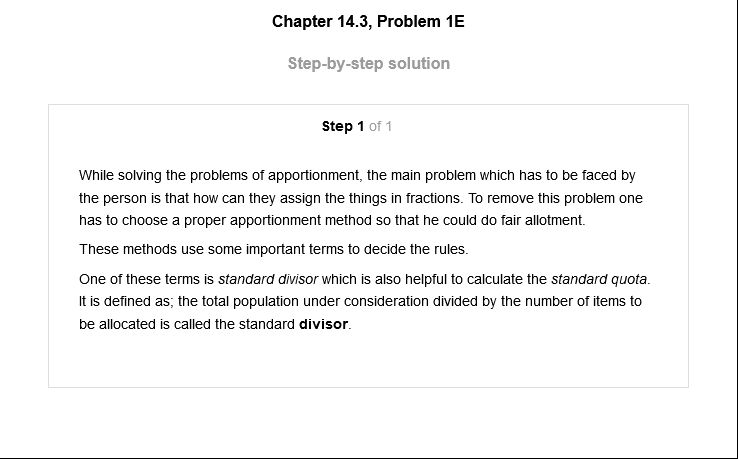 Chapter 14.3, Problem 1E
Step-by-step solution
Step 1 of 1
While solving the problems of apportionment, the main problem which has to be faced by
the person is that how can they assign the things in fractions. To remove this problem one
has to choose a proper apportionment method so that he could do fair allotment.
These methods use some important terms to decide the rules.
One of these terms is standard divisor which is also helpful to calculate the standard quota.
It is defined as; the total population under consideration divided by the number of items to
be allocated is called the standard divisor.